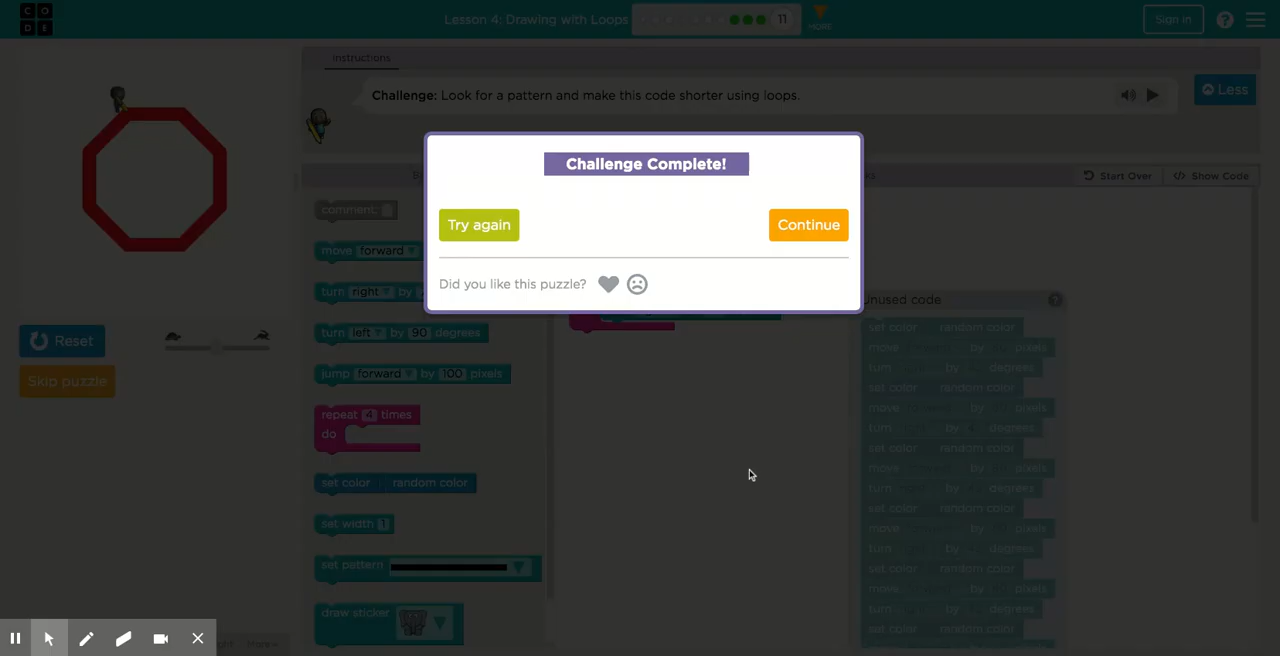 C O
D E
Lesson 4: Drawing with Loops
11
MORE
Sign in
?
Instructions
Challenge: Look for a pattern and make this code shorter using loops.
Less
Start Over
</> Show Code
Challenge Complete!
Try again
Continue
Did you like this puzzle?
comment:
move forward
turn right by
turn left by 90 degrees
jump forward by 100 pixels
repeat 4 times
do
set color random color
set width 1
set pattern
draw sticker
Reset
Skip puzzle
Unused code
?
set color random color
move by pixels
turn by degrees
set color random color
move by pixels
turn by degrees
set color random color
move by pixels
turn by degrees
set color random color
move by pixels
turn by degrees
set color random color
move by pixels
turn by degrees
set color random color
More